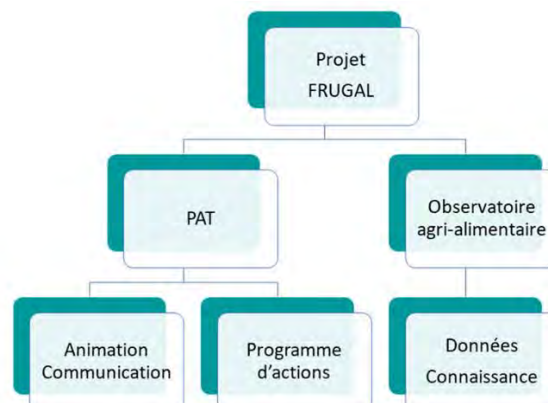 Projet
FRUGAL
PAT
Observatoire
agri-alimentaire
Animation
Communication
Programme
d'actions
Données
Connaissance